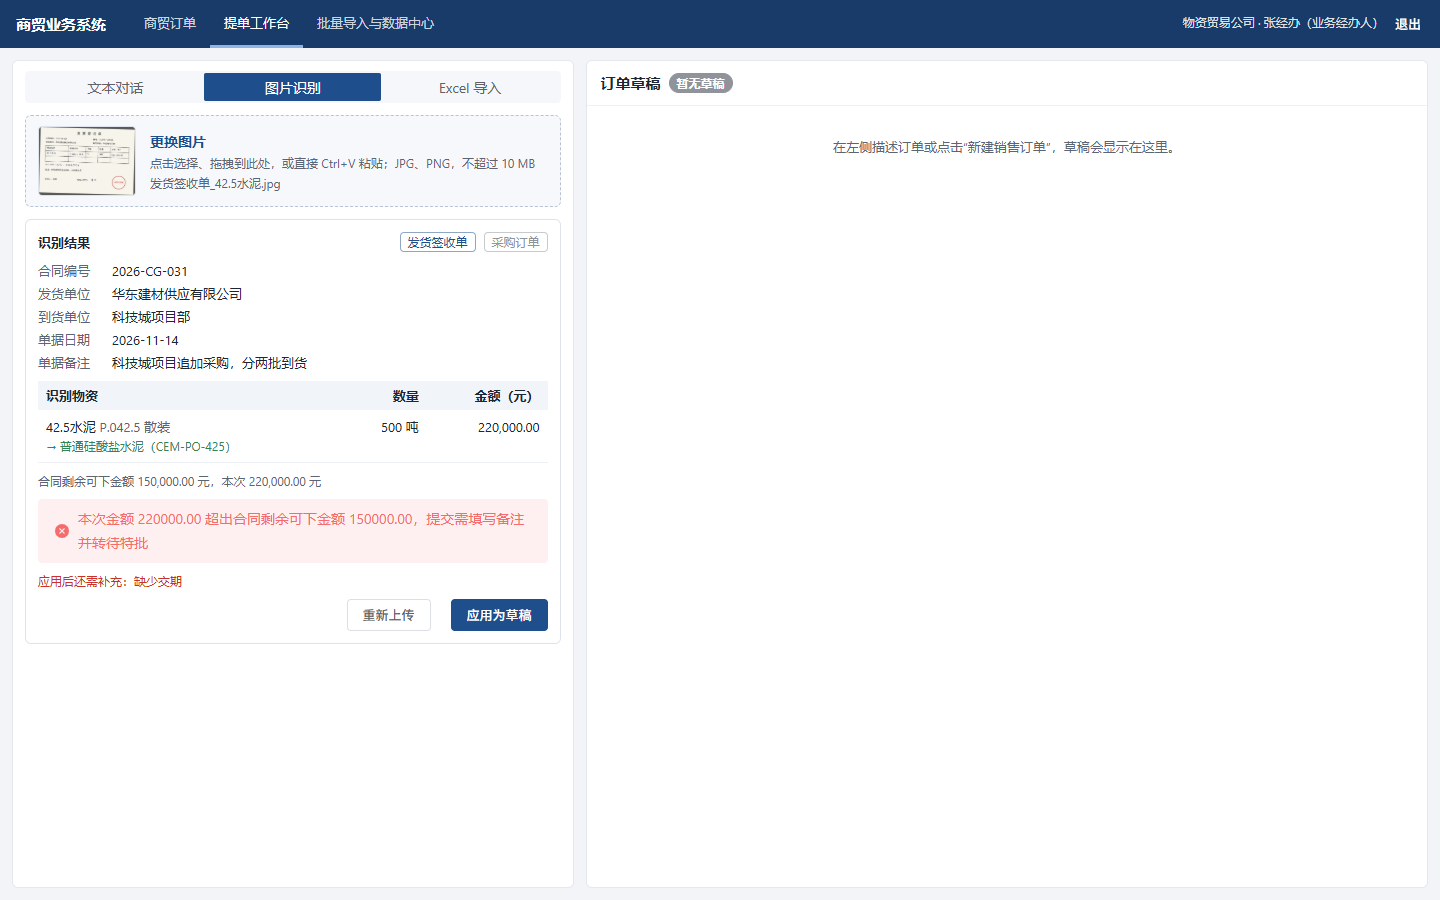 商贸业务系统 商贸订单 提单工作台 批量导入与数据中心 物资贸易公司 · 张经办（业务经办人） 退出
文本对话 图片识别 Excel 导入
更换图片
点击选择、拖拽到此处，或直接 Ctrl+V 粘贴；JPG、PNG，不超过 10 MB
发货签收单_42.5水泥.jpg
识别结果 发货签收单 采购订单
合同编号 2026-CG-031
发货单位 华东建材供应有限公司
到货单位 科技城项目部
单据日期 2026-11-14
单据备注 科技城项目追加采购，分两批到货
识别物资 数量 金额（元）
42.5水泥 P.042.5 散装 500 吨 220,000.00
→ 普通硅酸盐水泥（CEM-PO-425）
合同剩余可下金额 150,000.00 元，本次 220,000.00 元
本次金额 220000.00 超出合同剩余可下金额 150000.00，提交需填写备注
并转待特批
应用后还需补充：缺少交期
重新上传 应用为草稿
订单草稿 暂无草稿
在左侧描述订单或点击“新建销售订单”，草稿会显示在这里。